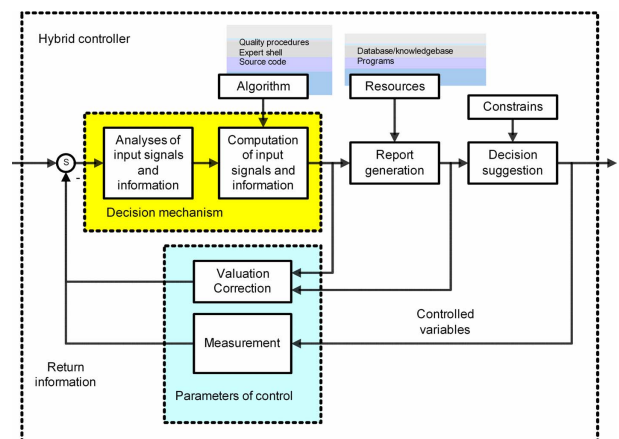 Hybrid controller
Quality procedures
Expert shell
Source code
Database/knowledgebase
Programs
Algorithm
Resources
Constrains
Analyses of
input signals
and
information
Computation
of input
signals and
information
Report
generation
Decision
suggestion
S
-
Decision mechanism
Valuation
Correction
Controlled
variables
Measurement
Return
information
Parameters of control